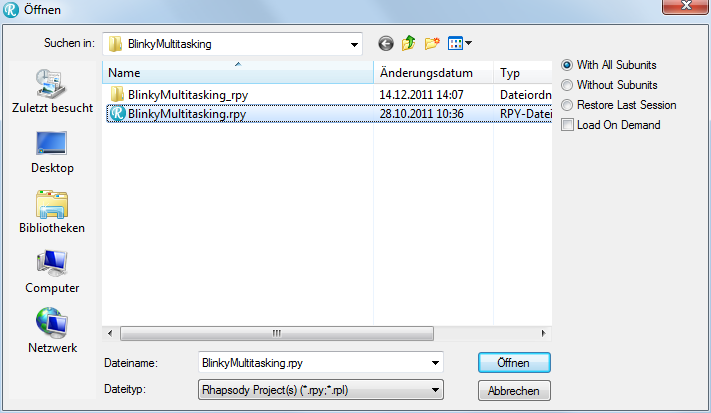 Öffnen
Suchen in: BlinkyMultitasking
Name Änderungsdatum Typ
BlinkyMultitasking_rpy 14.12.2011 14:07 Dateiordn
BlinkyMultitasking.rpy 28.10.2011 10:36 RPY-Datei
With All Subunits
Without Subunits
Restore Last Session
Load On Demand
Zuletzt besucht
Desktop
Bibliotheken
Computer
Netzwerk
Dateiname: BlinkyMultitasking.rpy Öffnen
Dateityp: Rhapsody Project(s) (*.rpy;*.rpl) Abbrechen